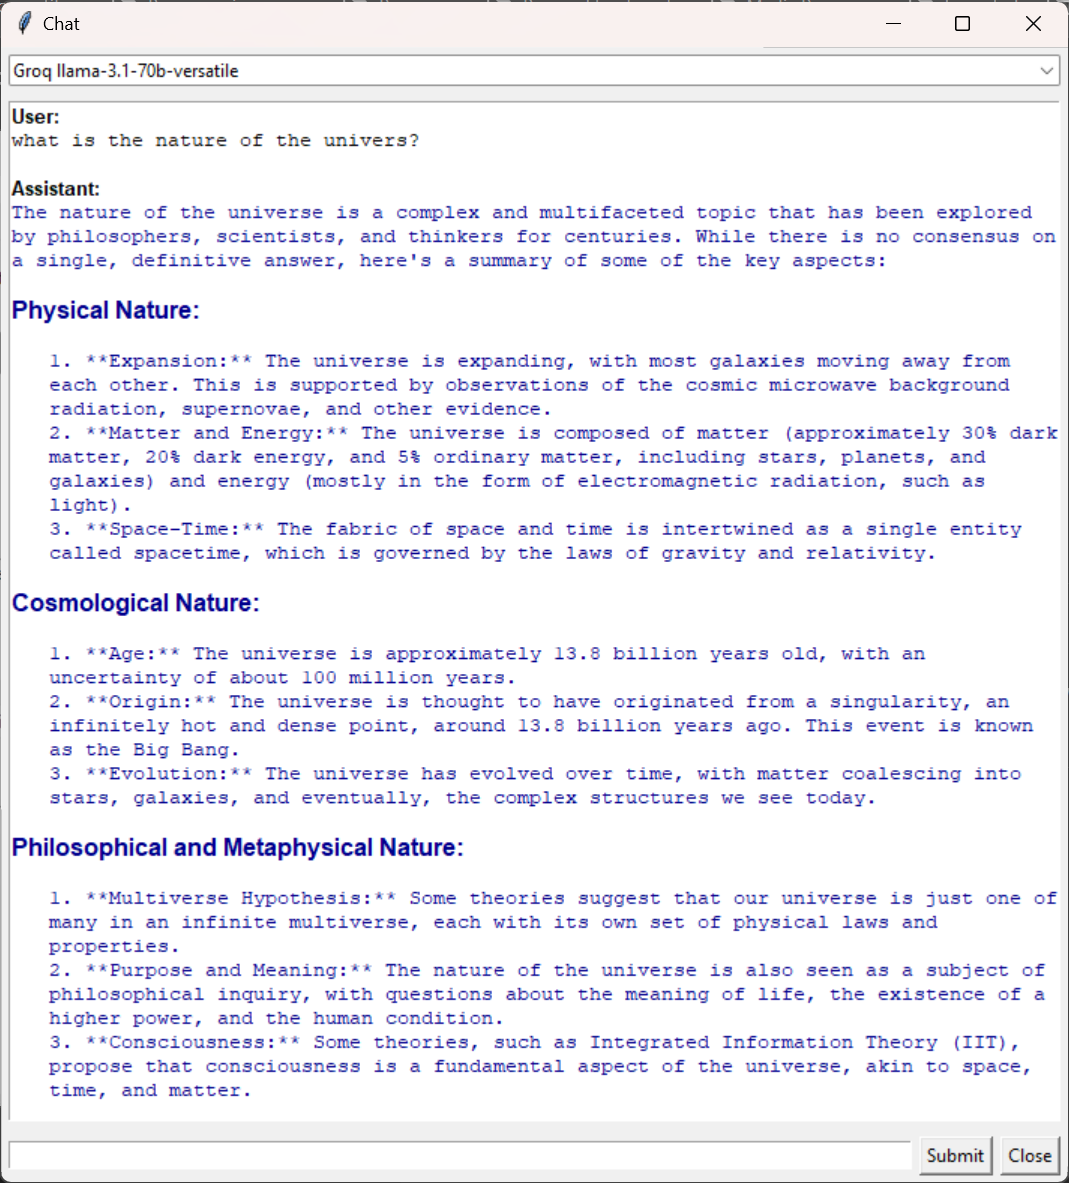 Chat
Groq llama-3.1-70b-versatile
User:
what is the nature of the univers?
Assistant:
The nature of the universe is a complex and multifaceted topic that has been explored
by philosophers, scientists, and thinkers for centuries. While there is no consensus on
a single, definitive answer, here's a summary of some of the key aspects:
Physical Nature:
1. **Expansion:** The universe is expanding, with most galaxies moving away from
each other. This is supported by observations of the cosmic microwave background
radiation, supernovae, and other evidence.
2. **Matter and Energy:** The universe is composed of matter (approximately 30% dark
matter, 20% dark energy, and 5% ordinary matter, including stars, planets, and
galaxies) and energy (mostly in the form of electromagnetic radiation, such as
light).
3. **Space-Time:** The fabric of space and time is intertwined as a single entity
called spacetime, which is governed by the laws of gravity and relativity.
Cosmological Nature:
1. **Age:** The universe is approximately 13.8 billion years old, with an
uncertainty of about 100 million years.
2. **Origin:** The universe is thought to have originated from a singularity, an
infinitely hot and dense point, around 13.8 billion years ago. This event is known
as the Big Bang.
3. **Evolution:** The universe has evolved over time, with matter coalescing into
stars, galaxies, and eventually, the complex structures we see today.
Philosophical and Metaphysical Nature:
1. **Multiverse Hypothesis:** Some theories suggest that our universe is just one of
many in an infinite multiverse, each with its own set of physical laws and
properties.
2. **Purpose and Meaning:** The nature of the universe is also seen as a subject of
philosophical inquiry, with questions about the meaning of life, the existence of a
higher power, and the human condition.
3. **Consciousness:** Some theories, such as Integrated Information Theory (IIT),
propose that consciousness is a fundamental aspect of the universe, akin to space,
time, and matter.
Submit
Close